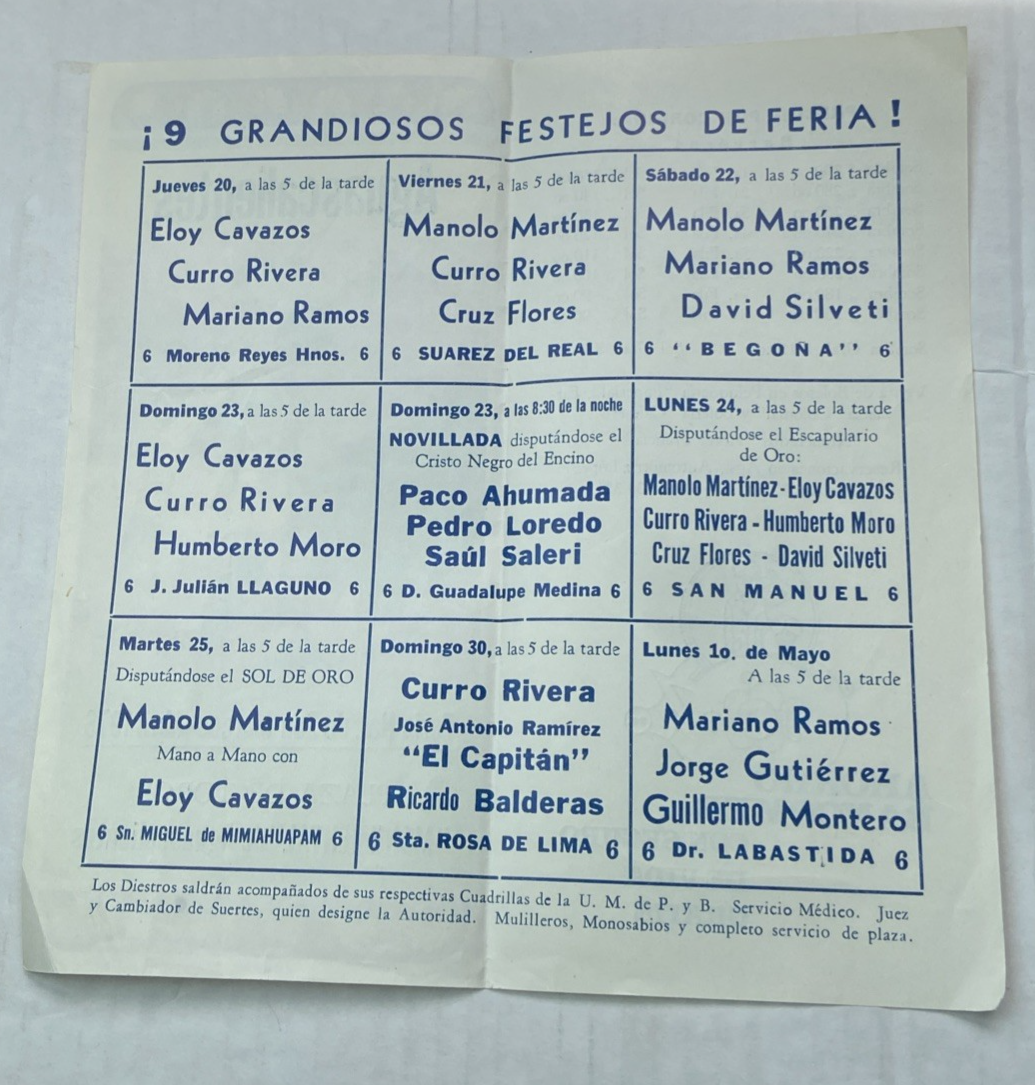 ¡9 GRANDIOSOS FESTEJOS DE FERIA!
Jueves 20, a las 5 de la tarde
Eloy Cavazos
Curro Rivera
Mariano Ramos
6 Moreno Reyes Hnos. 6
Viernes 21, a las 5 de la tarde
Manolo Martínez
Curro Rivera
Cruz Flores
6 SUAREZ DEL REAL 6
Sábado 22, a las 5 de la tarde
Manolo Martínez
Mariano Ramos
David Silveti
6 "BEGOÑA" 6
Domingo 23, a las 5 de la tarde
Eloy Cavazos
Curro Rivera
Humberto Moro
6 J. Julián LLAGUNO 6
Domingo 23, a las 8:30 de la noche
NOVILLADA disputándose el
Cristo Negro del Encino
Paco Ahumada
Pedro Loredo
Saúl Saleri
6 D. Guadalupe Medina 6
LUNES 24, a las 5 de la tarde
Disputándose el Escapulario
de Oro:
Manolo Martínez-Eloy Cavazos
Curro Rivera - Humberto Moro
Cruz Flores - David Silveti
6 SAN MANUEL 6
Martes 25, a las 5 de la tarde
Disputándose el SOL DE ORO
Manolo Martínez
Mano a Mano con
Eloy Cavazos
6 Sn. MIGUEL de MIMIAHUAPAM 6
Domingo 30, a las 5 de la tarde
Curro Rivera
José Antonio Ramírez
"El Capitán"
Ricardo Balderas
6 Sta. ROSA DE LIMA 6
Lunes 1o. de Mayo
A las 5 de la tarde
Mariano Ramos
Jorge Gutiérrez
Guillermo Montero
6 Dr. LABASTIDA 6
Los Diestros saldrán acompañados de sus respectivas Cuadrillas de la U. M. de P. y B. Servicio Médico. Juez
y Cambiador de Suertes, quien designe la Autoridad. Mulilleros, Monosabios y completo servicio de plaza.